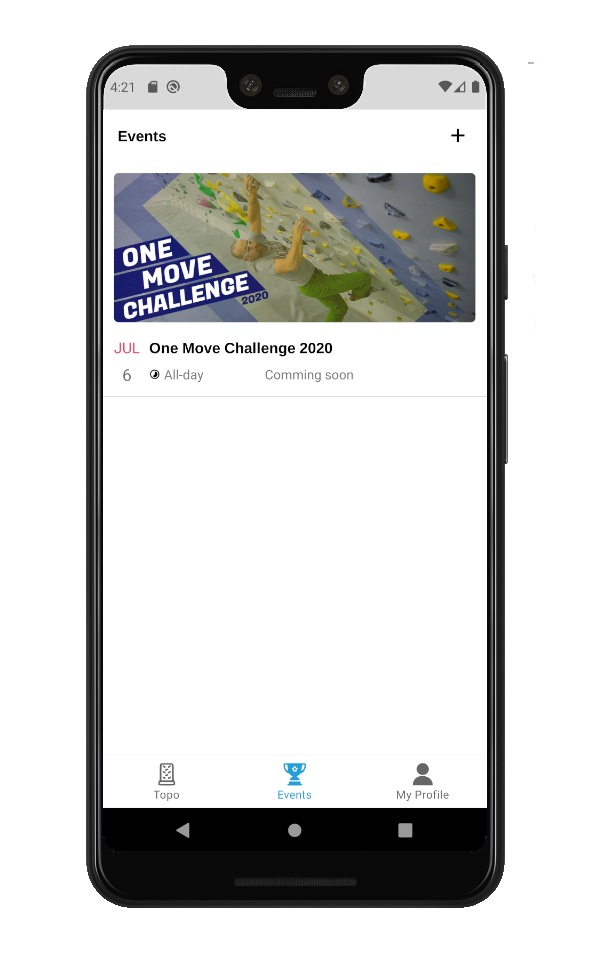 4:21
Events
+
ONE
MOVE
CHALLENGE
2020
JUL One Move Challenge 2020
6 All-day Comming soon
Topo Events My Profile